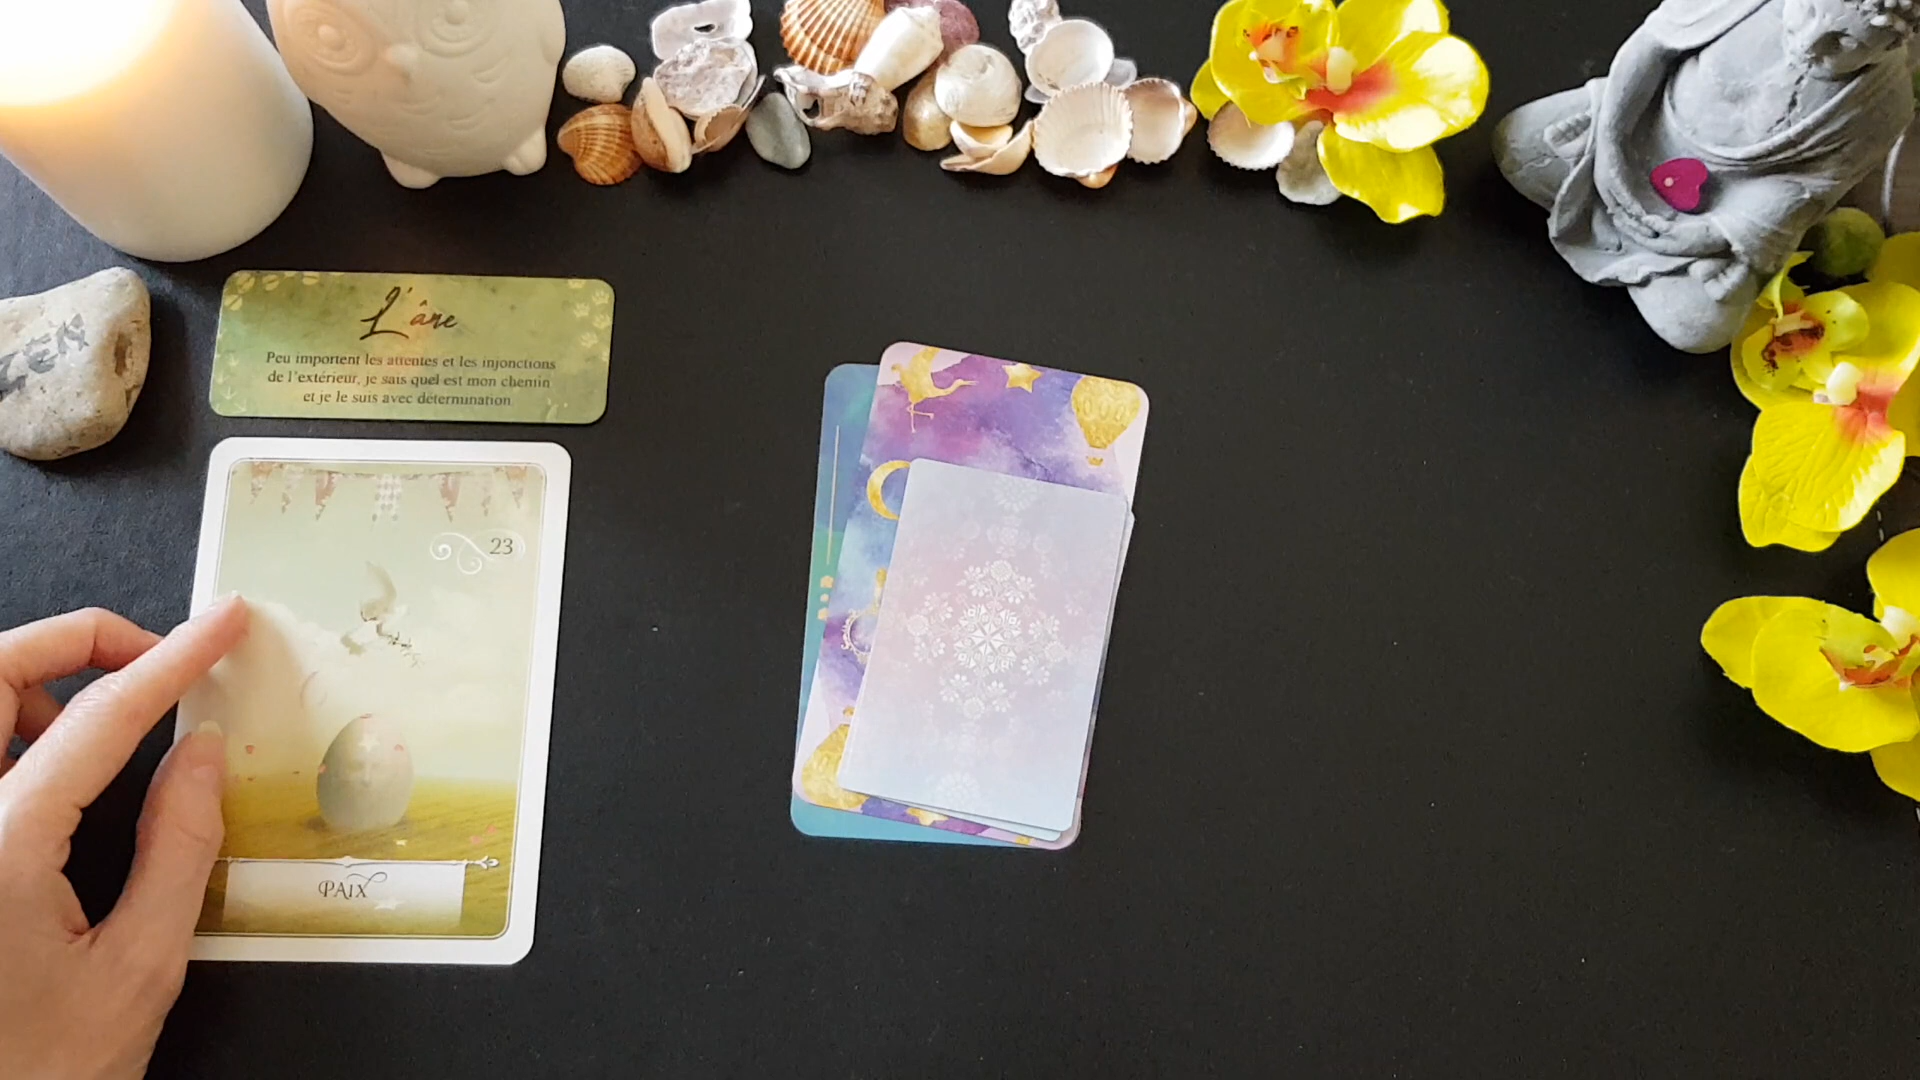 ZEN
L'âne
Peu importent les attentes et les injonctions
de l'extérieur, je sais quel est mon chemin
et je le suis avec détermination.
23
PAIX